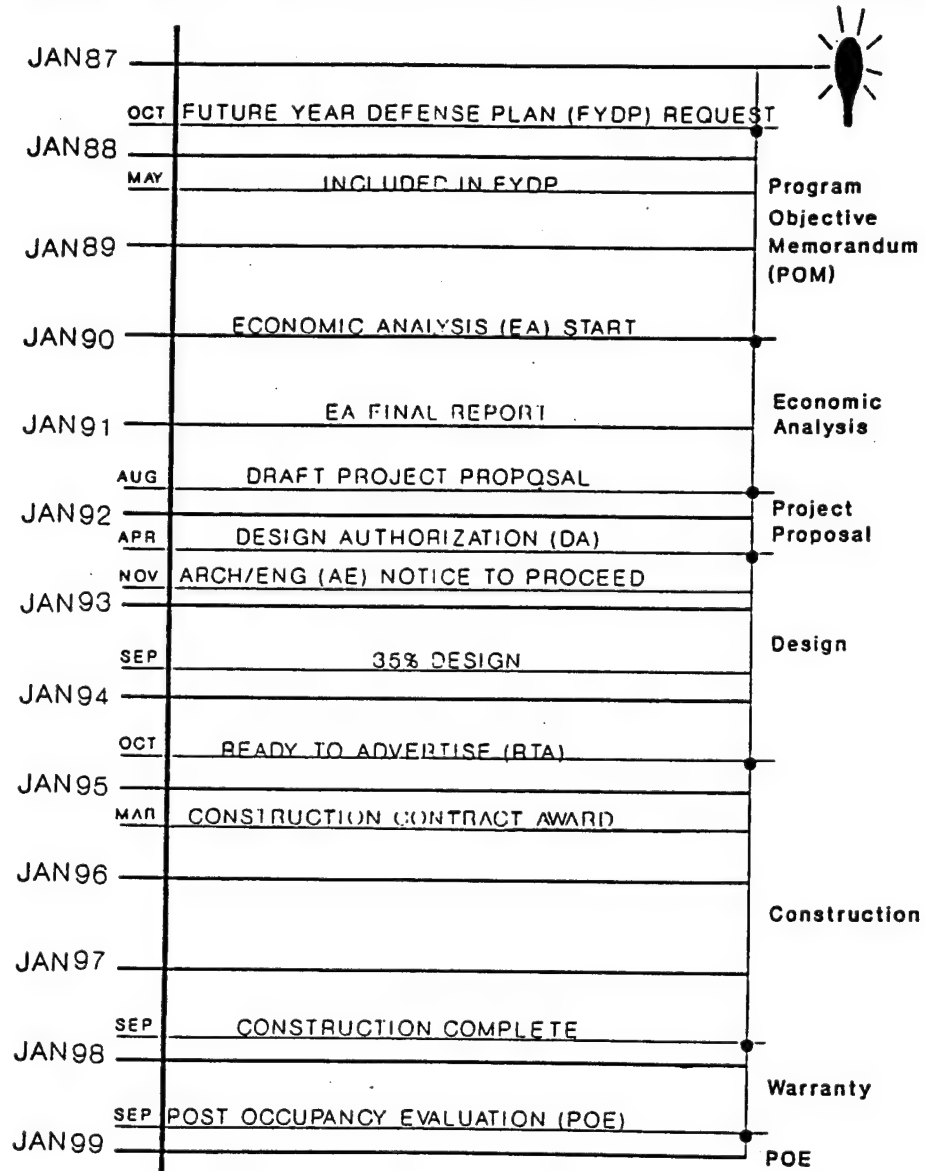 JAN87
OCT FUTURE YEAR DEFENSE PLAN (FYDP) REQUEST
JAN88
MAY INCLUDED IN FYDP
Program
Objective
JAN89
Memorandum
(POM)
ECONOMIC ANALYSIS (EA) START
JAN90
Economic
EA FINAL REPORT
JAN91
Analysis
AUG DRAFT PROJECT PROPOSAL
JAN92
Project
APR DESIGN AUTHORIZATION (DA)
Proposal
NOV ARCH/ENG (AE) NOTICE TO PROCEED
JAN93
Design
SEP 35% DESIGN
JAN94
OCT READY TO ADVERTISE (RTA)
JAN95
MAR CONSTRUCTION CONTRACT AWARD
JAN96
Construction
JAN97
SEP CONSTRUCTION COMPLETE
JAN98
Warranty
SEP POST OCCUPANCY EVALUATION (POE)
JAN99
POE